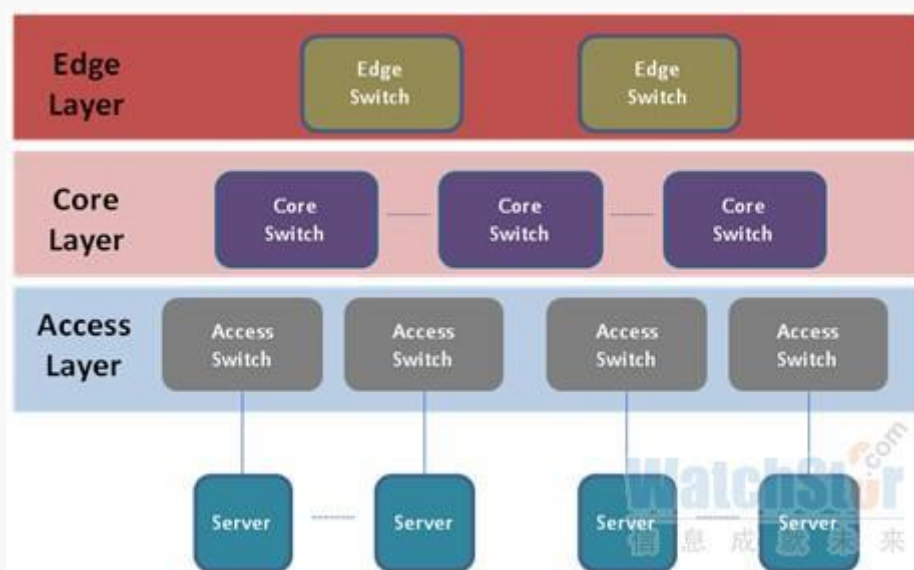 Edge
Layer
Edge
Switch
Edge
Switch
Core
Layer
Core
Switch
Core
Switch
Core
Switch
Access
Layer
Access
Switch
Access
Switch
Access
Switch
Access
Switch
Server
Server
Server
Server
WatchStor.com
信息成就未来